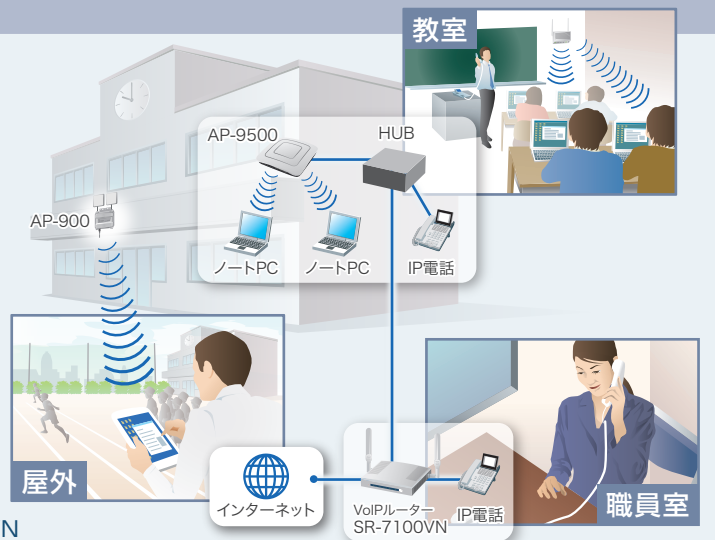 教室
AP-9500
HUB
AP-900
ノートPC
ノートPC
IP電話
屋外
インターネット
VoIPルーター
SR-7100VN
IP電話
職員室
N